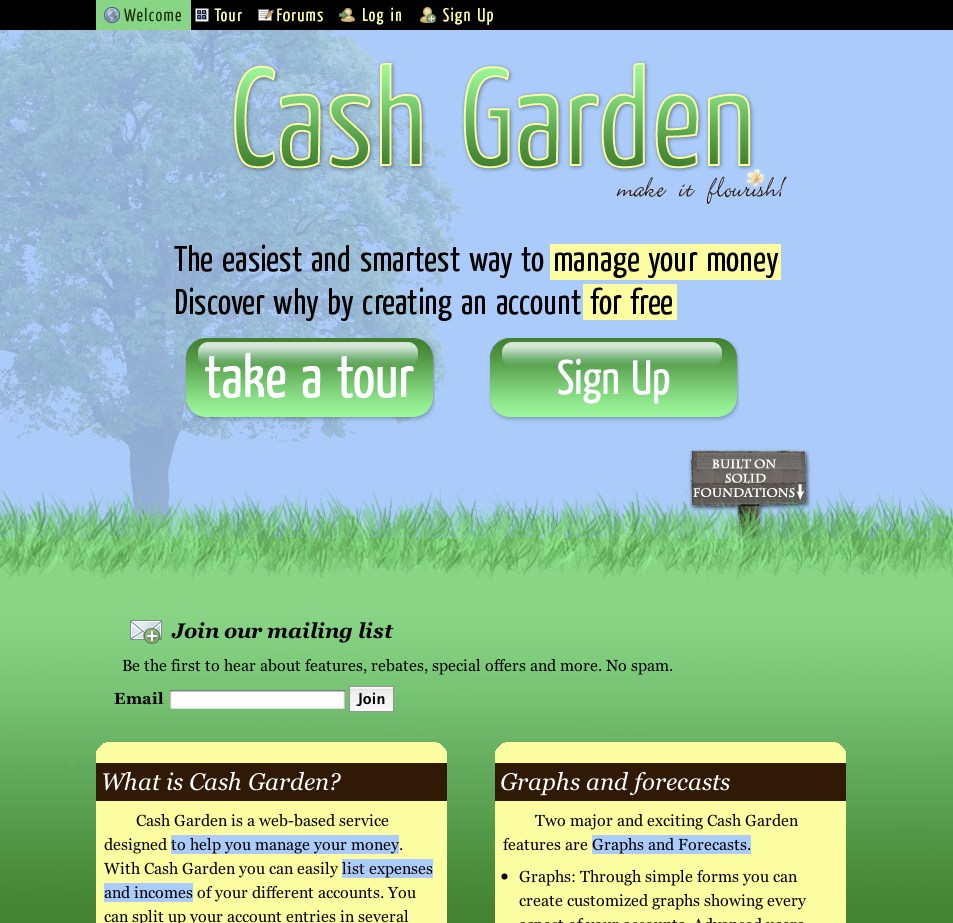 Welcome Tour Forums Log in Sign Up
Cash Garden
make it flourish!
The easiest and smartest way to manage your money
Discover why by creating an account for free
take a tour Sign Up
BUILT ON
SOLID
FOUNDATIONS
Join our mailing list
Be the first to hear about features, rebates, special offers and more. No spam.
Email Join
What is Cash Garden?
Cash Garden is a web-based service
designed to help you manage your money.
With Cash Garden you can easily list expenses
and incomes of your different accounts. You
can split up your account entries in several
Graphs and forecasts
Two major and exciting Cash Garden
features are Graphs and Forecasts.
• Graphs: Through simple forms you can
create customized graphs showing every
aspect of your accounts. Advanced users